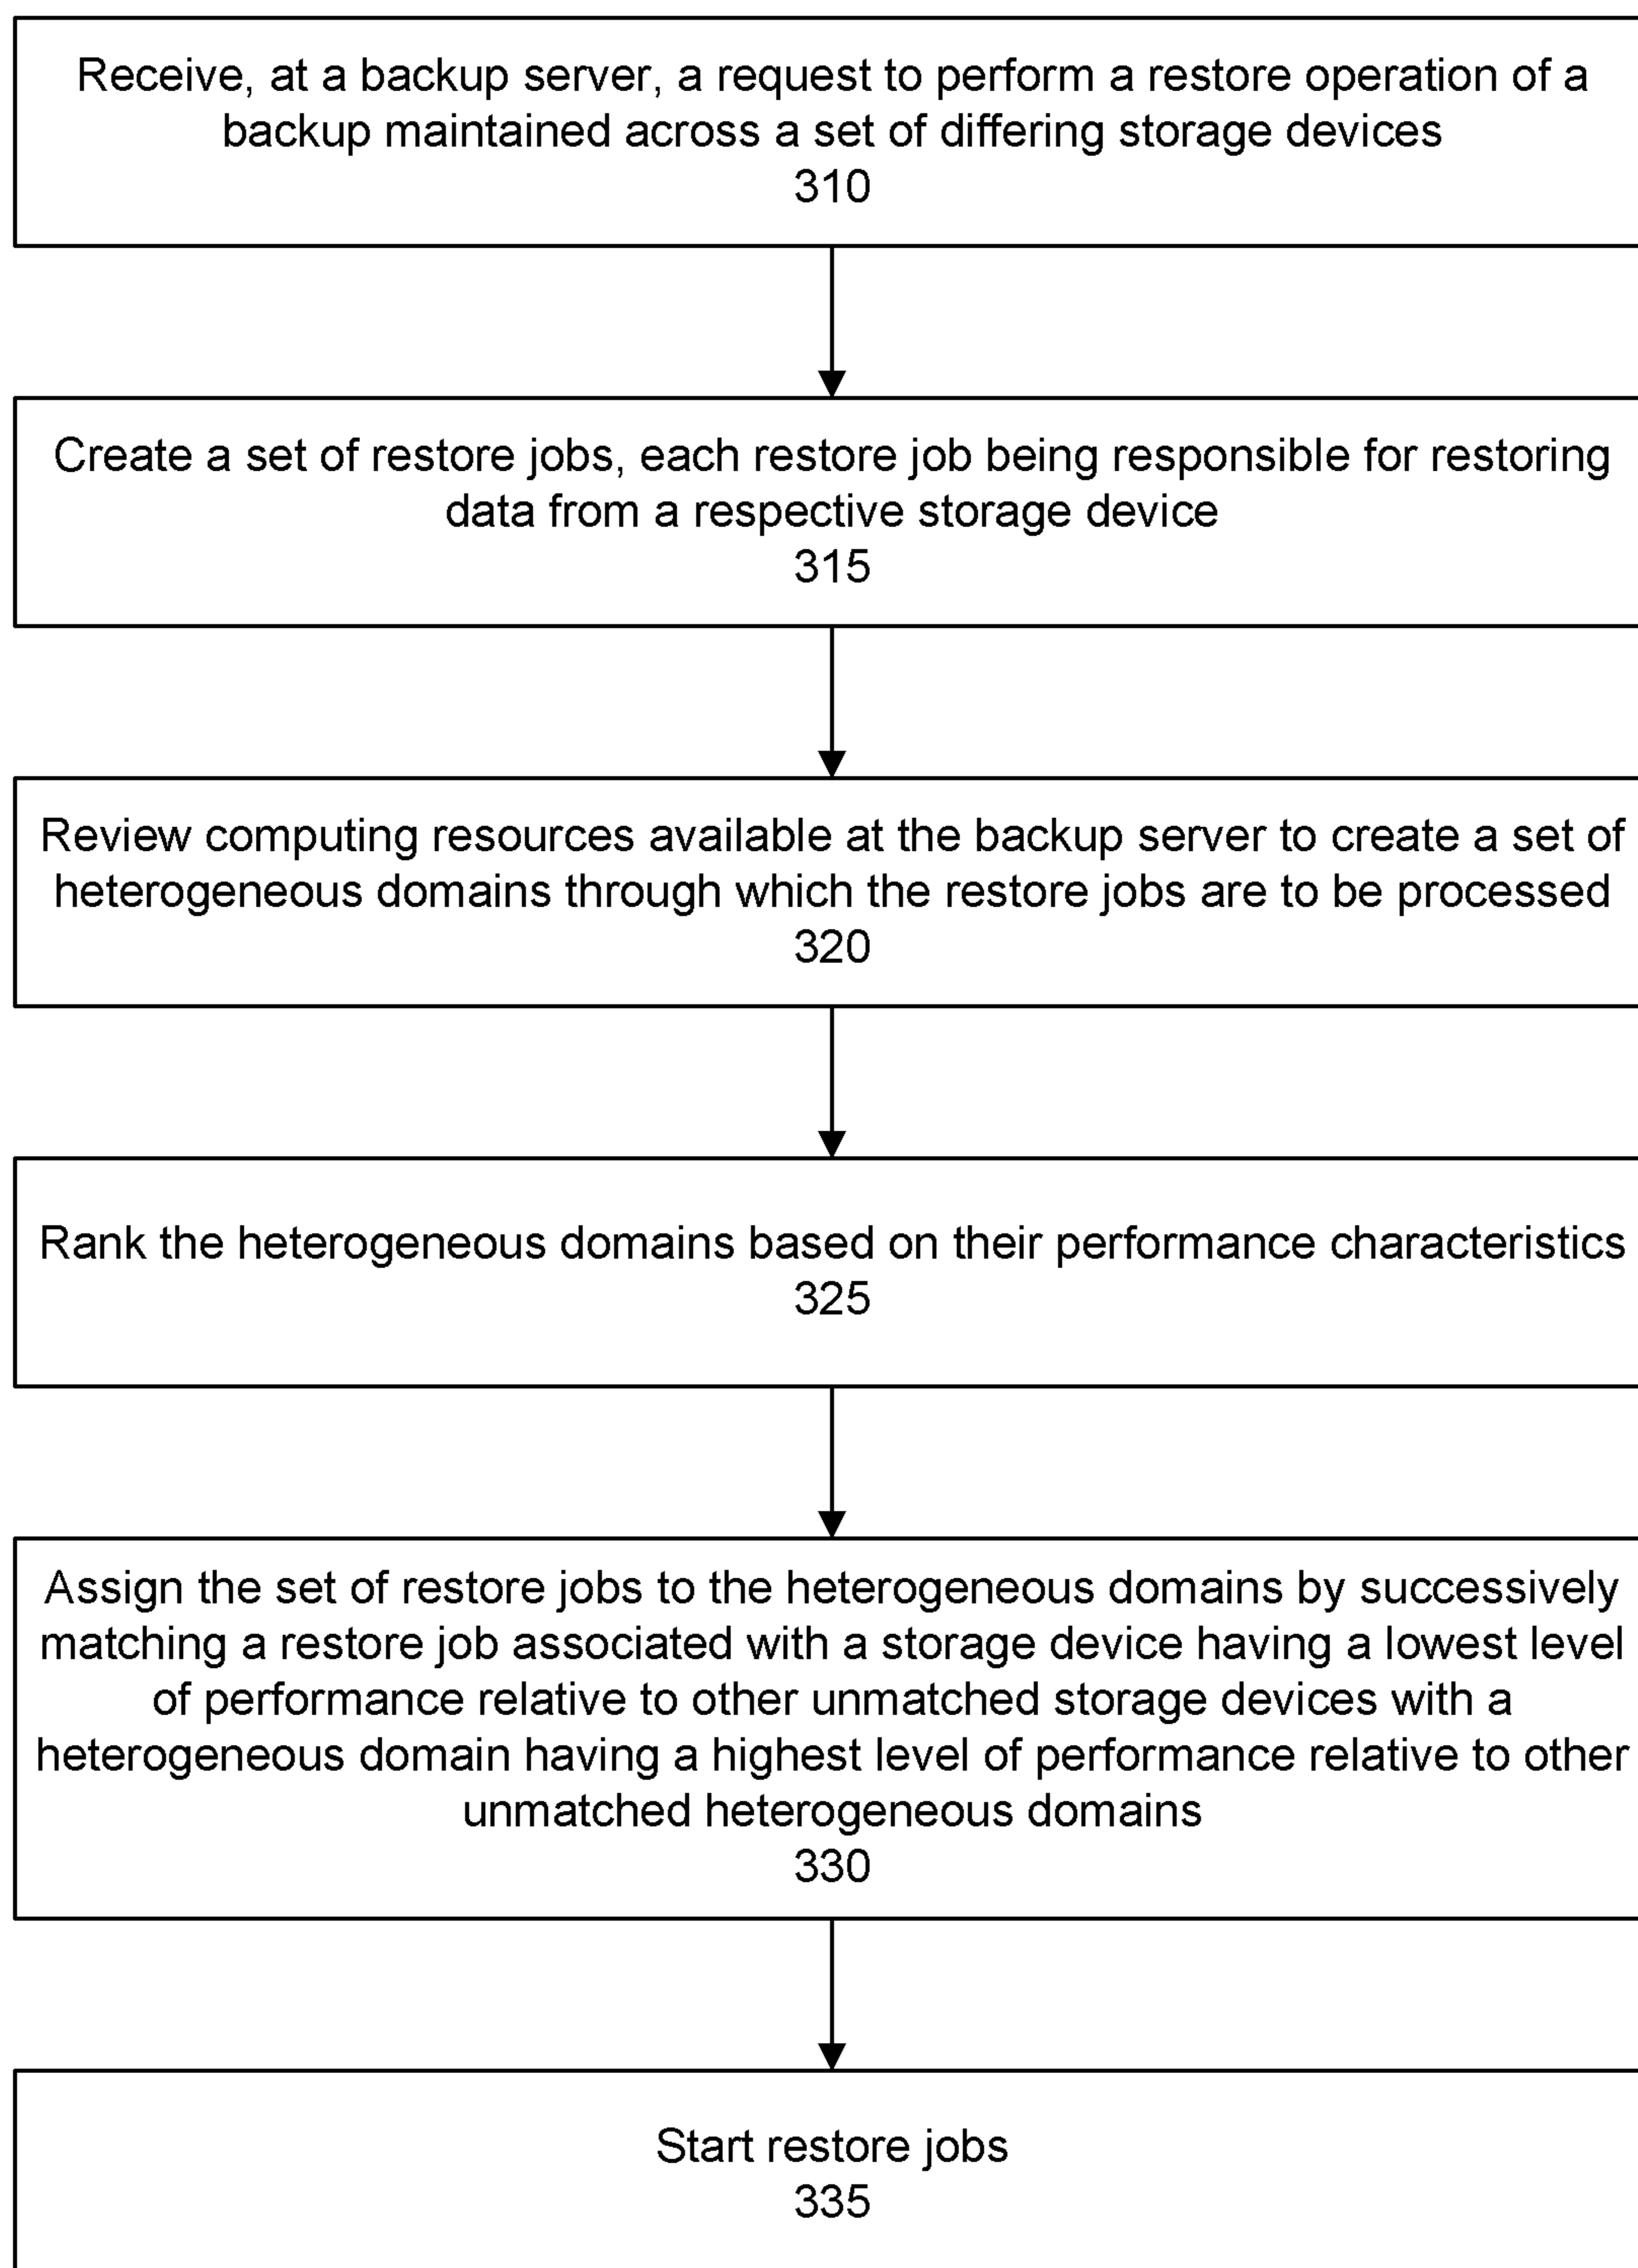 Receive, at a backup server, a request to perform a restore operation of a
backup maintained across a set of differing storage devices
310
Create a set of restore jobs, each restore job being responsible for restoring
data from a respective storage device
315
Review computing resources available at the backup server to create a set of
heterogeneous domains through which the restore jobs are to be processed
320
Rank the heterogeneous domains based on their performance characteristics
325
Assign the set of restore jobs to the heterogeneous domains by successively
matching a restore job associated with a storage device having a lowest level
of performance relative to other unmatched storage devices with a
heterogeneous domain having a highest level of performance relative to other
unmatched heterogeneous domains
330
Start restore jobs
335